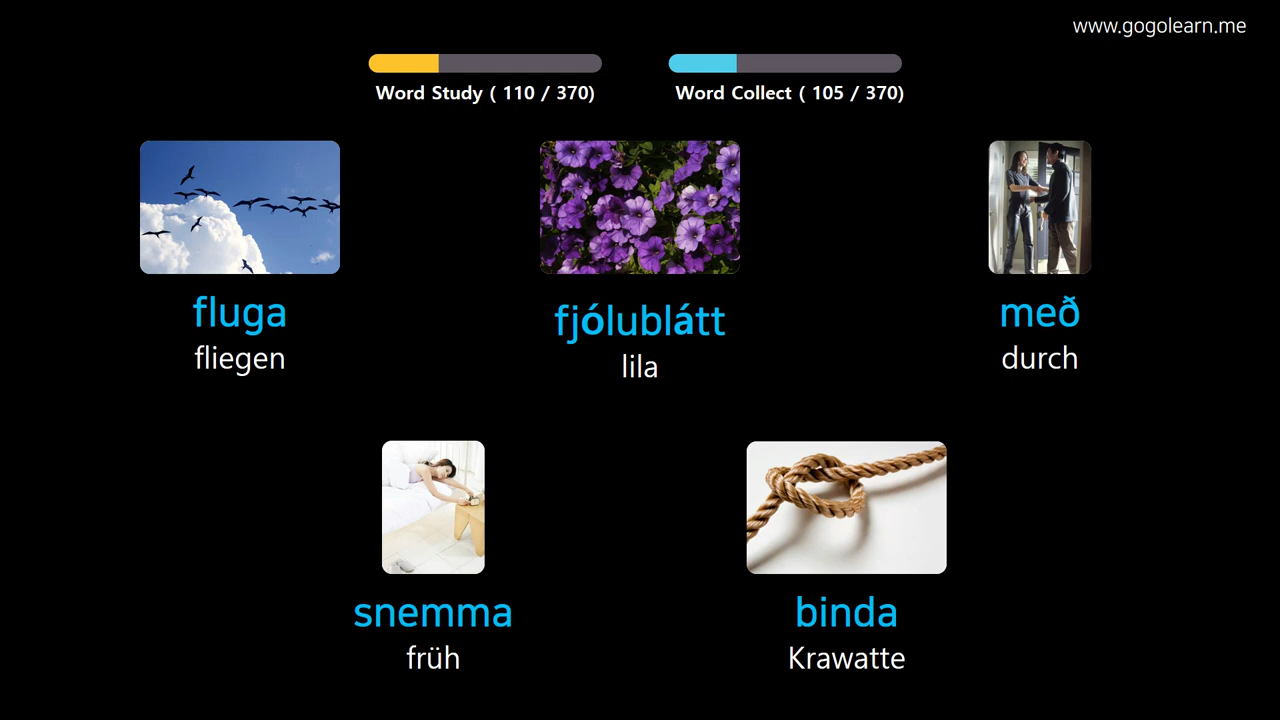 www.gogolearn.me
Word Study ( 110 / 370)
Word Collect ( 105 / 370)
fluga
fliegen
fjólublátt
lila
með
durch
snemma
früh
binda
Krawatte